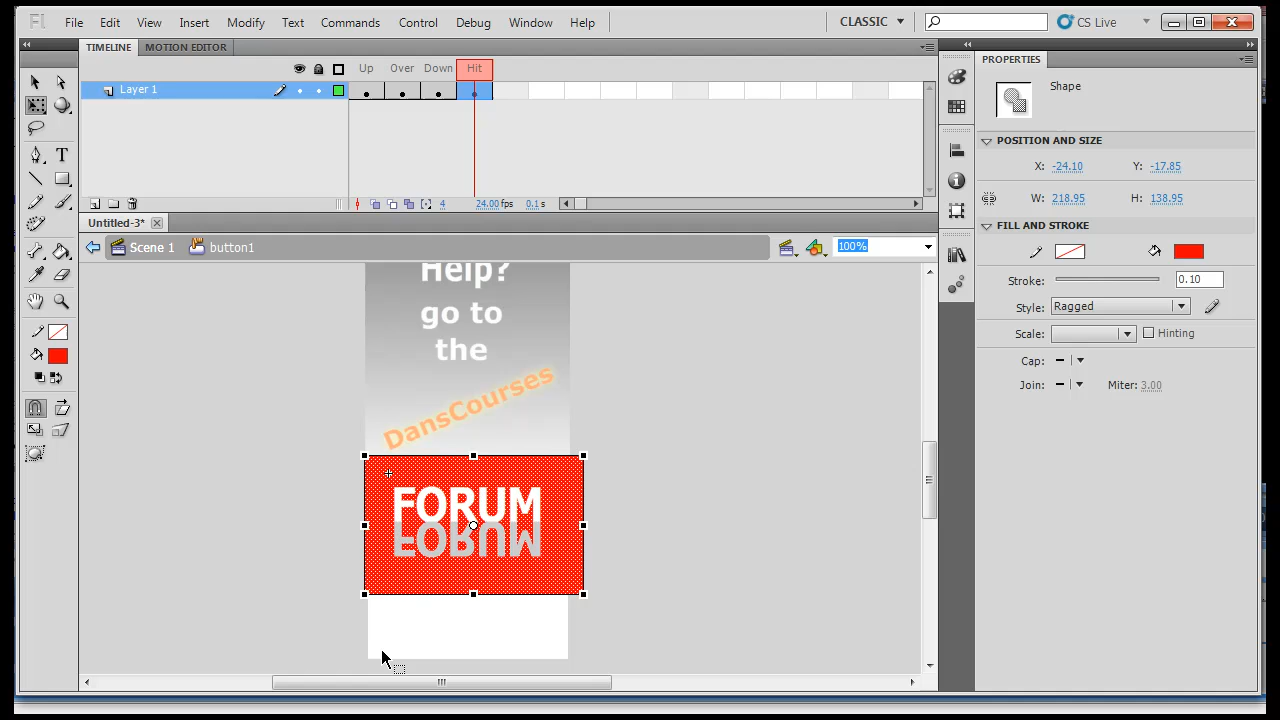 Fl File Edit View Insert Modify Text Commands Control Debug Window Help CLASSIC CS Live
TIMELINE MOTION EDITOR
Up Over Down Hit
Layer 1
4 24.00 fps 0.1 s
Untitled-3*
Scene 1 button1 100%
Help?
go to
the
DansCourses
FORUM
FORUM
PROPERTIES
Shape
POSITION AND SIZE
X: -24.10 Y: -17.85
W: 218.95 H: 138.95
FILL AND STROKE
Stroke: 0.10
Style: Ragged
Scale: Hinting
Cap:
Join: Miter: 3.00